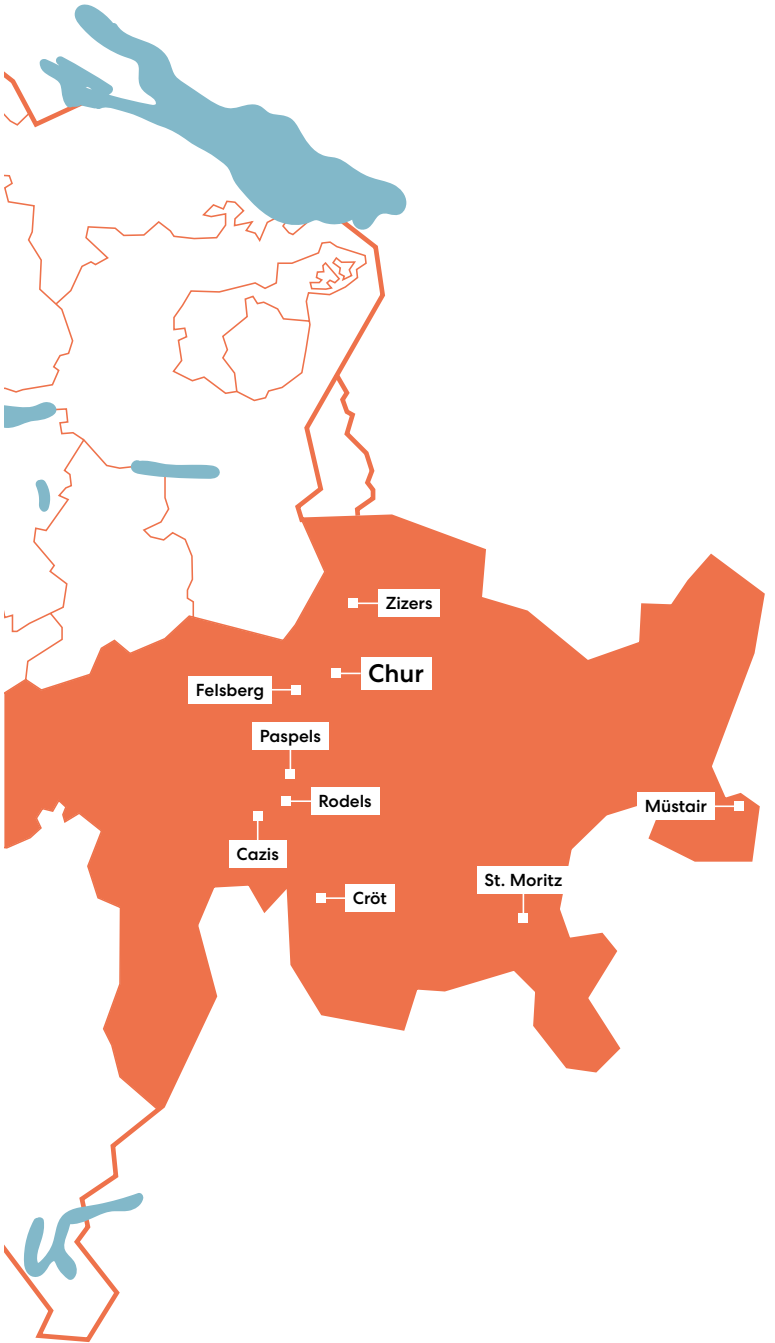 Zizers
Chur
Felsberg
Paspels
Rodels
Müstair
Cazis
St. Moritz
Cröt